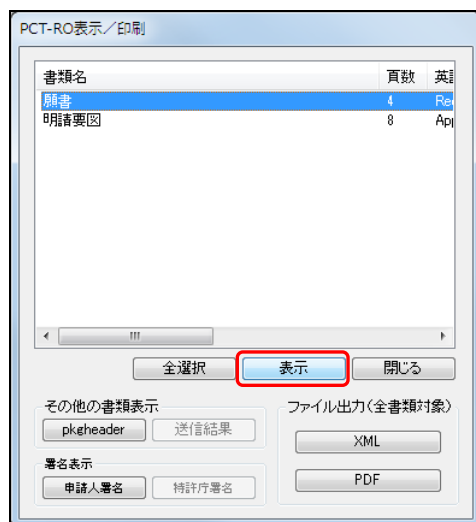 PCT-RO表示／印刷
書類名 頁数 英語
願書 4 Re
明請要図 8 Ap
全選択 表示 閉じる
その他の書類表示 ファイル出力(全書類対象)
pkgheader 送信結果 XML
署名表示 PDF
申請人署名 特許庁署名